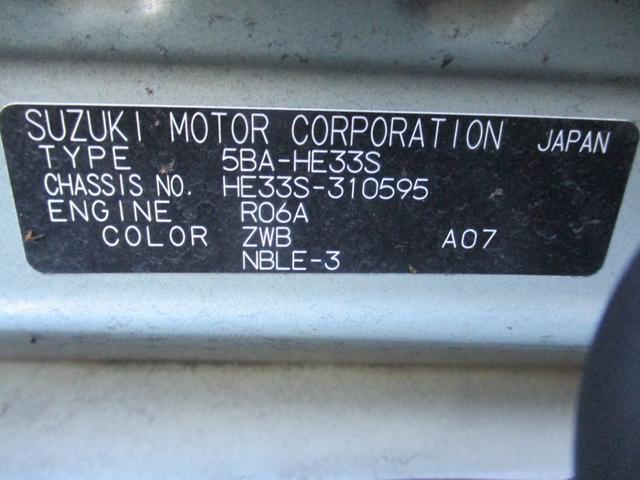 SUZUKI MOTOR CORPORATION JAPAN
TYPE 5BA-HE33S
CHASSIS NO. HE33S-310595
ENGINE R06A
COLOR ZWB A07
NBLE-3